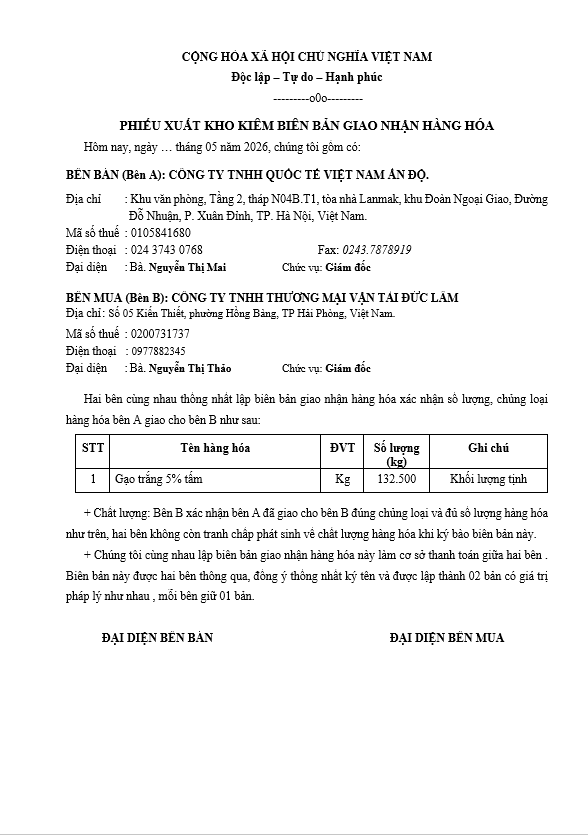 CỘNG HÒA XÃ HỘI CHỦ NGHĨA VIỆT NAM
Độc lập – Tự do – Hạnh phúc
---------o0o---------
PHIẾU XUẤT KHO KIÊM BIÊN BẢN GIAO NHẬN HÀNG HÓA
Hôm nay, ngày … tháng 05 năm 2026, chúng tôi gồm có:
BÊN BÁN (Bên A): CÔNG TY TNHH QUỐC TẾ VIỆT NAM ẤN ĐỘ.
Địa chỉ : Khu văn phòng, Tầng 2, tháp N04B.T1, tòa nhà Lanmak, khu Đoàn Ngoại Giao, Đường
Đỗ Nhuận, P. Xuân Đỉnh, TP. Hà Nội, Việt Nam.
Mã số thuế : 0105841680
Điện thoại : 024 3743 0768 Fax: 0243.7878919
Đại diện : Bà. Nguyễn Thị Mai Chức vụ: Giám đốc
BÊN MUA (Bên B): CÔNG TY TNHH THƯƠNG MẠI VẬN TẢI ĐỨC LÂM
Địa chỉ: Số 05 Kiến Thiết, phường Hồng Bàng, TP Hải Phòng, Việt Nam.
Mã số thuế : 0200731737
Điện thoại : 0977882345
Đại diện : Bà. Nguyễn Thị Thảo Chức vụ: Giám đốc
Hai bên cùng nhau thống nhất lập biên bản giao nhận hàng hóa xác nhận số lượng, chủng loại
hàng hóa bên A giao cho bên B như sau:
STT Tên hàng hóa ĐVT Số lượng Ghi chú
(kg)
1 Gạo trắng 5% tấm Kg 132.500 Khối lượng tịnh
+ Chất lượng: Bên B xác nhận bên A đã giao cho bên B đúng chủng loại và đủ số lượng hàng hóa
như trên, hai bên không còn tranh chấp phát sinh về chất lượng hàng hóa khi ký bào biên bản này.
+ Chúng tôi cùng nhau lập biên bản giao nhận hàng hóa này làm cơ sở thanh toán giữa hai bên .
Biên bản này được hai bên thông qua, đồng ý thống nhất ký tên và được lập thành 02 bản có giá trị
pháp lý như nhau , mỗi bên giữ 01 bản.
ĐẠI DIỆN BÊN BÁN ĐẠI DIỆN BÊN MUA